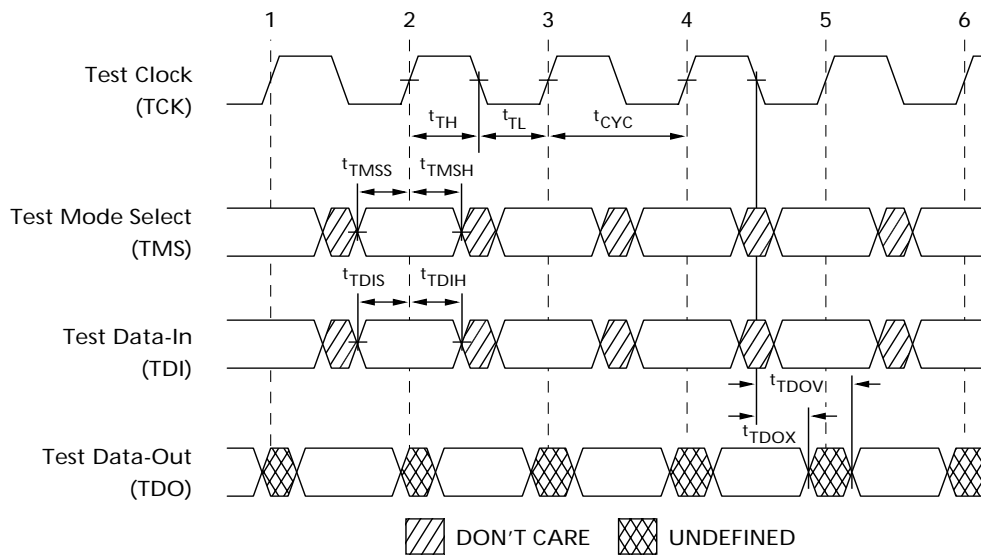 1 2 3 4 5 6
Test Clock
(TCK)
tTH tTL tCYC
tTMSS tTMSH
Test Mode Select
(TMS)
tTDIS tTDIH
Test Data-In
(TDI)
tTDOV
tTDOX
Test Data-Out
(TDO)
DON'T CARE UNDEFINED